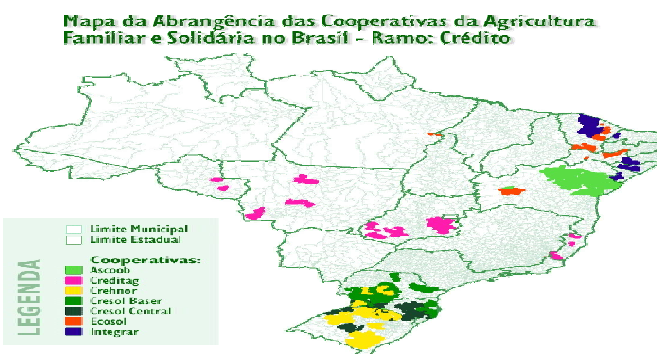 Mapa da Abrangência das Cooperativas da Agricultura
Familiar e Solidária no Brasil - Ramo: Crédito
LEGENDA
Limite Municipal
Limite Estadual
Cooperativas:
Ascoob
Creditag
Crehnor
Cresol Baser
Cresol Central
Ecosol
Integrar